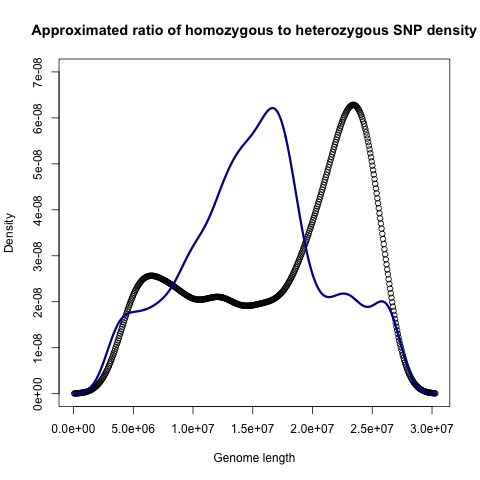 Approximated ratio of homozygous to heterozygous SNP density
7e-08
6e-08
5e-08
4e-08
3e-08
2e-08
1e-08
0e+00
Density
0.0e+00 5.0e+06 1.0e+07 1.5e+07 2.0e+07 2.5e+07 3.0e+07
Genome length